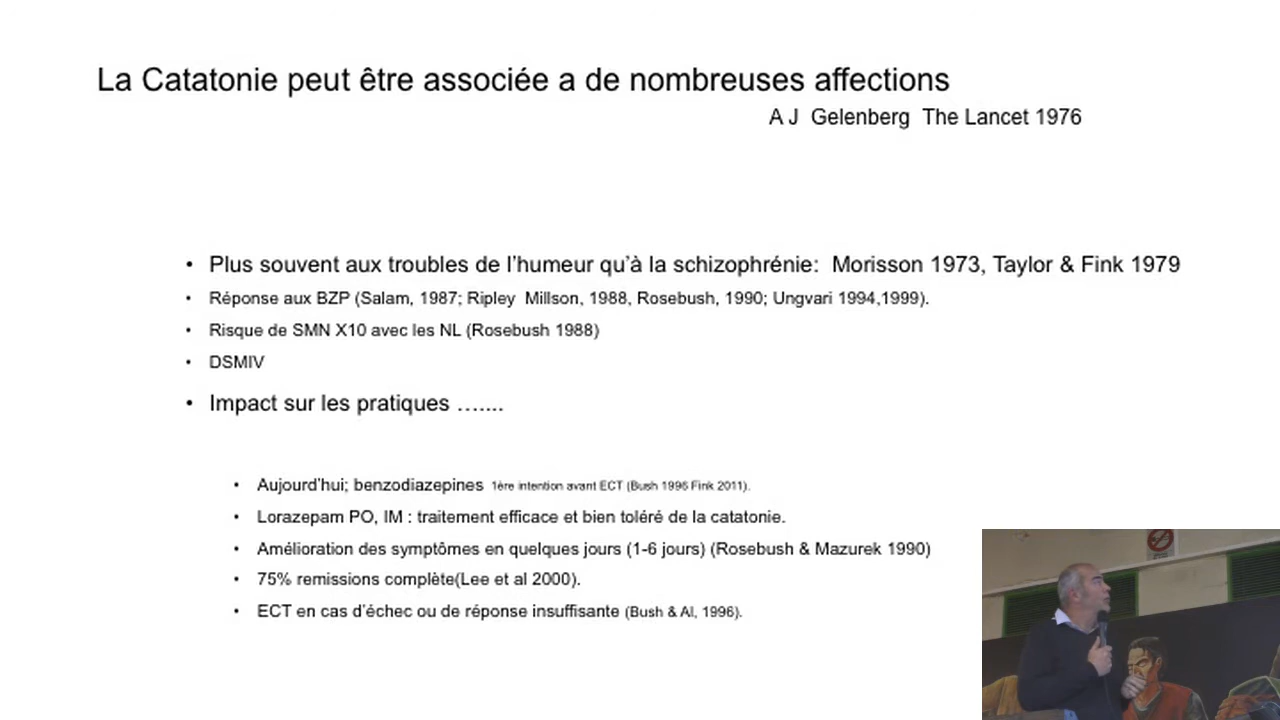 La Catatonie peut être associée a de nombreuses affections
A J Gelenberg The Lancet 1976
• Plus souvent aux troubles de l'humeur qu'à la schizophrénie: Morisson 1973, Taylor & Fink 1979
• Réponse aux BZP (Salam, 1987; Ripley Millson, 1988, Rosebush, 1990; Ungvari 1994,1999).
• Risque de SMN X10 avec les NL (Rosebush 1988)
• DSMIV
• Impact sur les pratiques …....
• Aujourd'hui; benzodiazepines 1ère intention avant ECT (Bush 1996 Fink 2011).
• Lorazepam PO, IM : traitement efficace et bien toléré de la catatonie.
• Amélioration des symptômes en quelques jours (1-6 jours) (Rosebush & Mazurek 1990)
• 75% remissions complète(Lee et al 2000).
• ECT en cas d'échec ou de réponse insuffisante (Bush & Al, 1996).